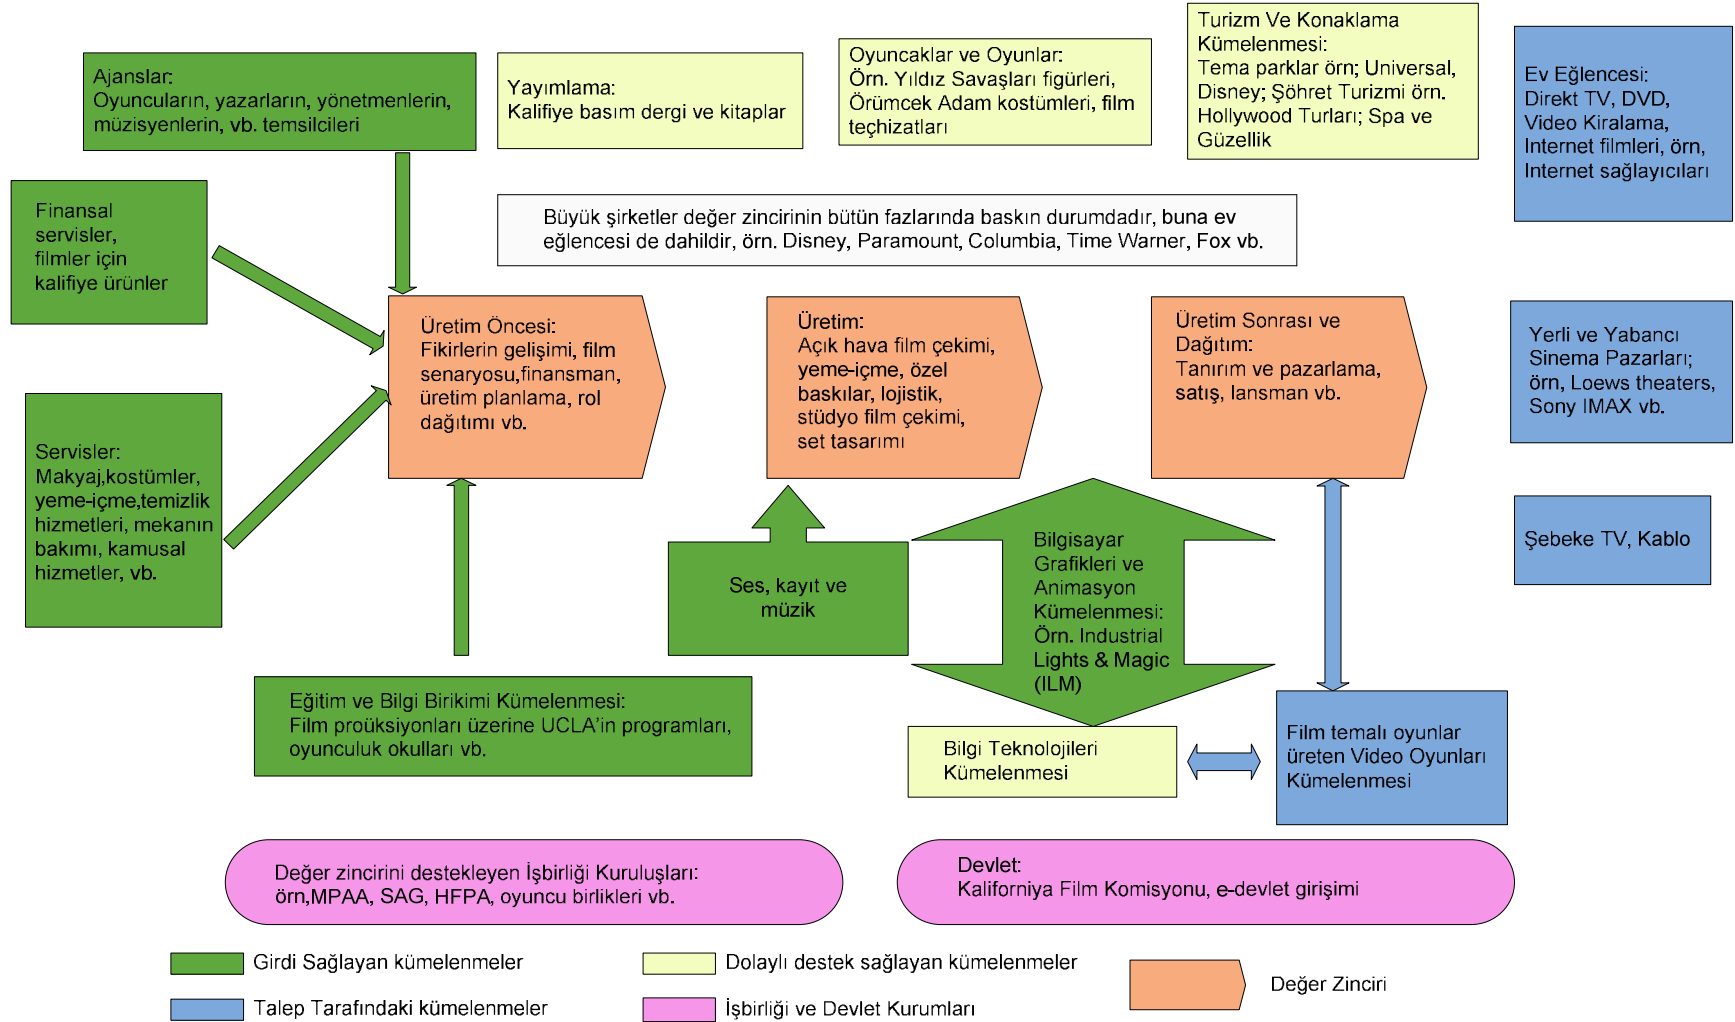 Ajanslar:
Oyuncuların, yazarların, yönetmenlerin,
müzisyenlerin, vb. temsilcileri
Yayımlama:
Kalifiye basım dergi ve kitaplar
Oyuncaklar ve Oyunlar:
Örn. Yıldız Savaşları figürleri,
Örümcek Adam kostümleri, film
teçhizatları
Turizm Ve Konaklama
Kümelenmesi:
Tema parklar örn; Universal,
Disney; Şöhret Turizmi örn.
Hollywood Turları; Spa ve
Güzellik
Ev Eğlencesi:
Direkt TV, DVD,
Video Kiralama,
Internet filmleri, örn,
Internet sağlayıcıları
Finansal
servisler,
filmler için
kalifiye ürünler
Büyük şirketler değer zincirinin bütün fazlarında baskın durumdadır, buna ev
eğlencesi de dahildir, örn. Disney, Paramount, Columbia, Time Warner, Fox vb.
Üretim Öncesi:
Fikirlerin gelişimi, film
senaryosu,finansman,
üretim planlama, rol
dağıtımı vb.
Üretim:
Açık hava film çekimi,
yeme-içme, özel
baskılar, lojistik,
stüdyo film çekimi,
set tasarımı
Üretim Sonrası ve
Dağıtım:
Tanırım ve pazarlama,
satış, lansman vb.
Yerli ve Yabancı
Sinema Pazarları;
örn, Loews theaters,
Sony IMAX vb.
Servisler:
Makyaj,kostümler,
yeme-içme,temizlik
hizmetleri, mekanın
bakımı, kamusal
hizmetler, vb.
Ses, kayıt ve
müzik
Bilgisayar
Grafikleri ve
Animasyon
Kümelenmesi:
Örn. Industrial
Lights & Magic
(ILM)
Şebeke TV, Kablo
Eğitim ve Bilgi Birikimi Kümelenmesi:
Film proüksiyonları üzerine UCLA'in programları,
oyunculuk okulları vb.
Bilgi Teknolojileri
Kümelenmesi
Film temalı oyunlar
üreten Video Oyunları
Kümelenmesi
Değer zincirini destekleyen İşbirliği Kuruluşları:
örn,MPAA, SAG, HFPA, oyuncu birlikleri vb.
Devlet:
Kaliforniya Film Komisyonu, e-devlet girişimi
Girdi Sağlayan kümelenmeler
Dolaylı destek sağlayan kümelenmeler
Değer Zinciri
Talep Tarafındaki kümelenmeler
İşbirliği ve Devlet Kurumları